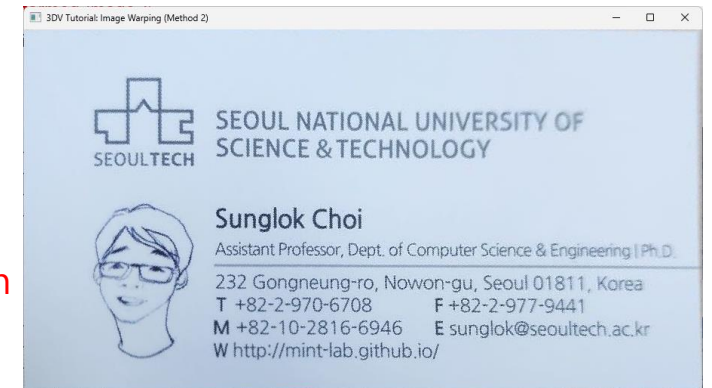 3DV Tutorial: Image Warping (Method 2)
SEOULTECH
SEOUL NATIONAL UNIVERSITY OF
SCIENCE & TECHNOLOGY
Sunglok Choi
Assistant Professor, Dept. of Computer Science & Engineering | Ph.D.
232 Gongneung-ro, Nowon-gu, Seoul 01811, Korea
T +82-2-970-6708 F +82-2-977-9441
M +82-10-2816-6946 E sunglok@seoultech.ac.kr
W http://mint-lab.github.io/
n